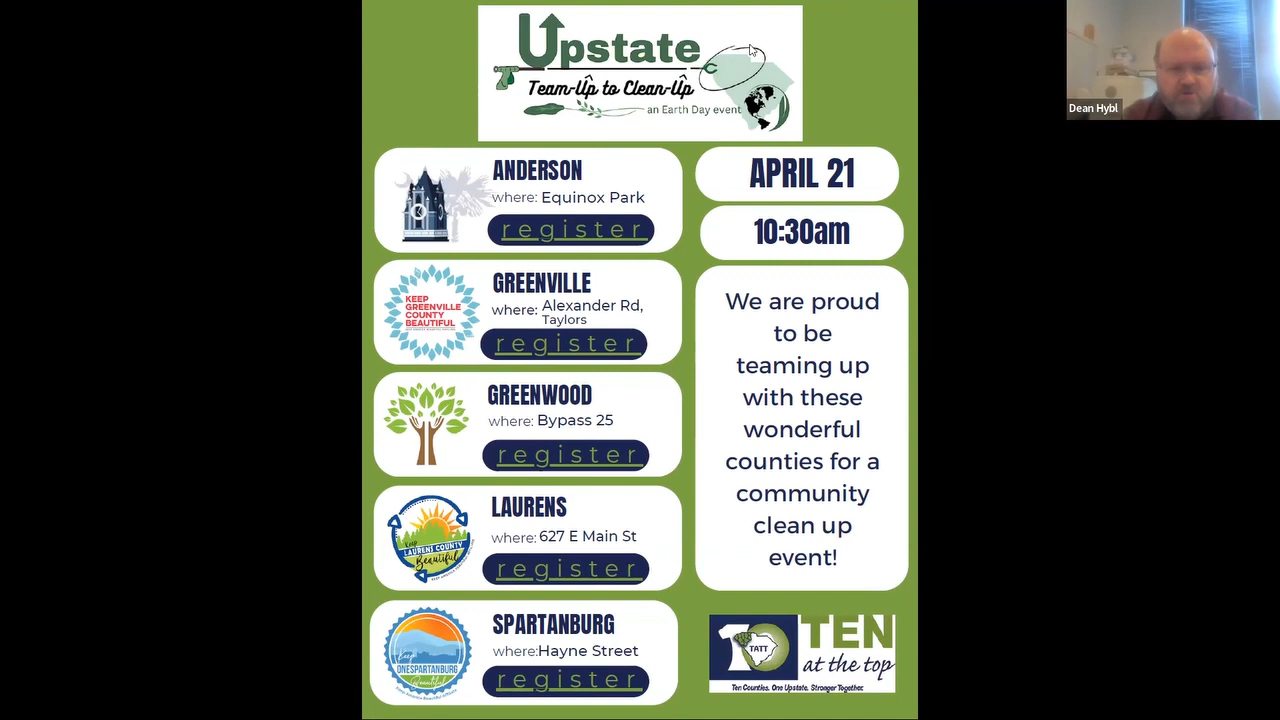 Upstate
Team-Up to Clean-Up
an Earth Day event
Dean Hybl
ANDERSON
where: Equinox Park
register
APRIL 21
10:30am
GREENVILLE
where: Alexander Rd,
Taylors
register
KEEP
GREENVILLE
COUNTY
BEAUTIFUL
GREENWOOD
where: Bypass 25
register
LAURENS
where: 627 E Main St
register
Keep
LAURENS COUNTY
Beautiful
SPARTANBURG
where:Hayne Street
register
Keep
ONESPARTANBURG
Beautiful
We are proud
to be
teaming up
with these
wonderful
counties for a
community
clean up
event!
10 TEN
TATT
at the top
Ten Counties. One Upstate. Stronger Together.